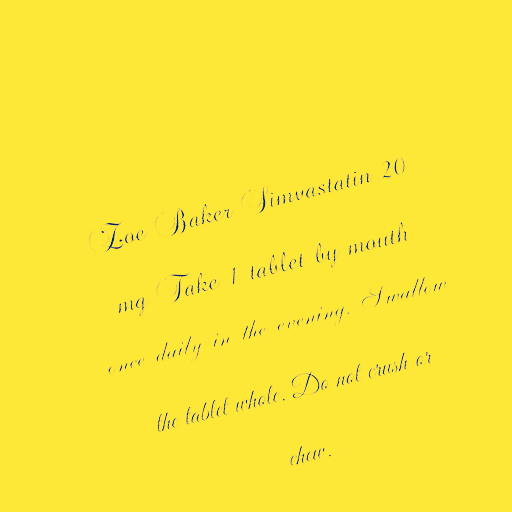 Zoe Baker Simvastatin 20
mg Take 1 tablet by mouth
once daily in the evening. Swallow
the tablet whole. Do not crush or
chew.